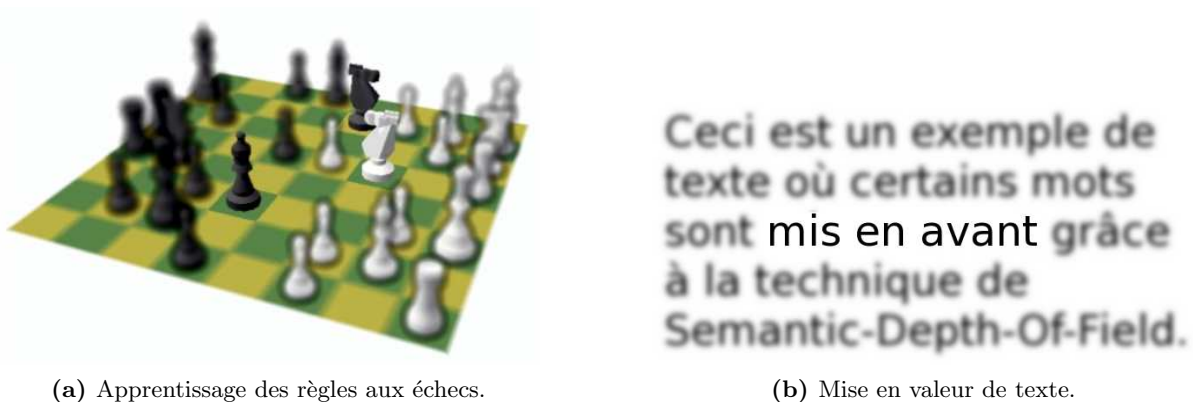 Ceci est un exemple de
texte où certains mots
sont mis en avant grâce
à la technique de
Semantic-Depth-Of-Field.
(a) Apprentissage des règles aux échecs.
(b) Mise en valeur de texte.